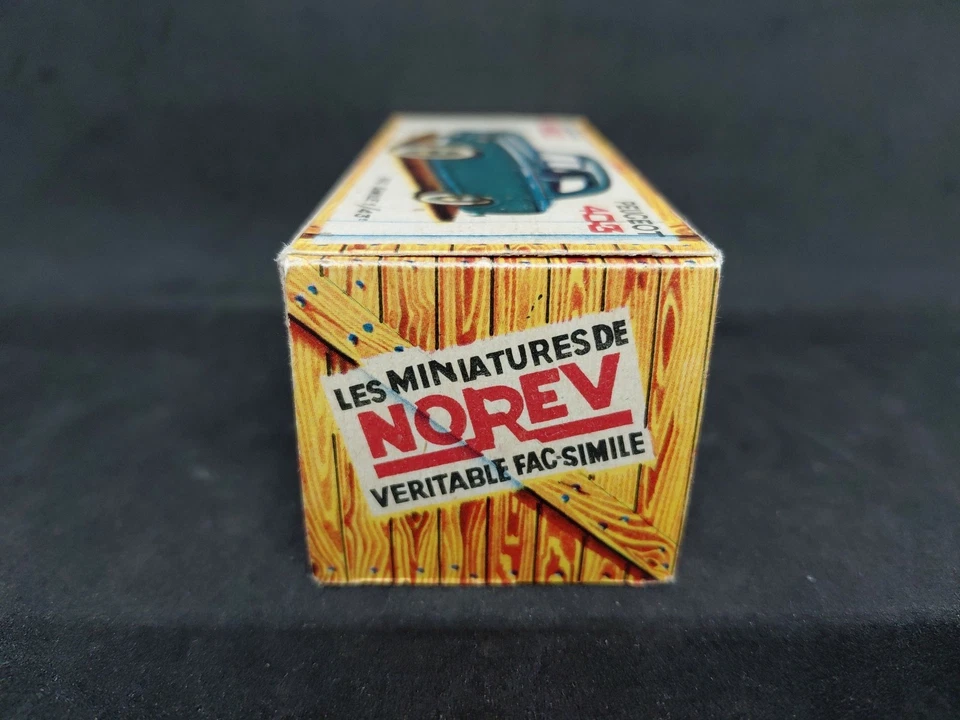 PEUGEOT
403
LES MINIATURES DE
NOREV
VERITABLE FAC-SIMILE